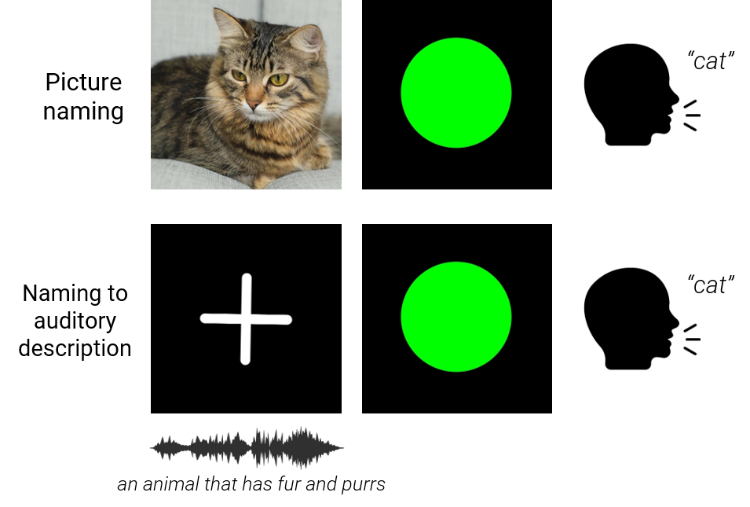 Picture
naming
“cat”
Naming to
auditory
description
“cat”
an animal that has fur and purrs